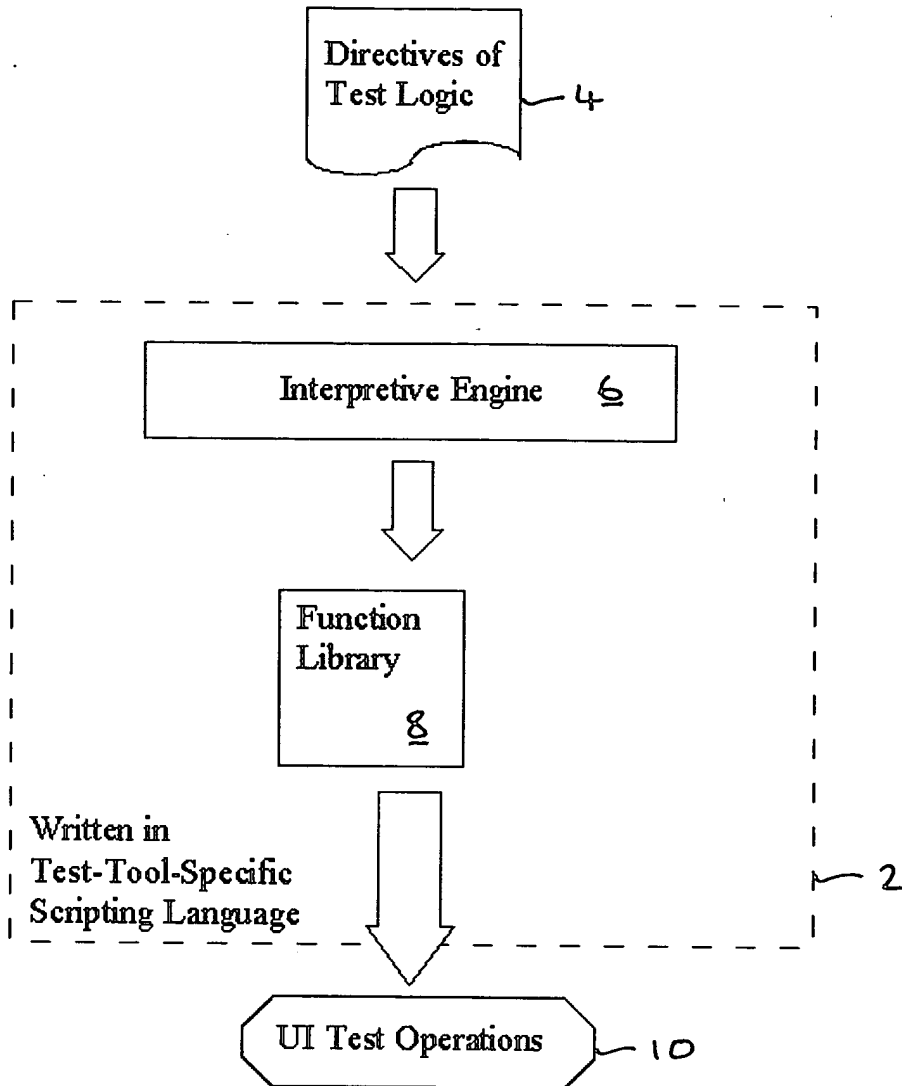 Directives of
Test Logic
4
Interpretive Engine 6
Function
Library
8
Written in
Test-Tool-Specific
Scripting Language
2
UI Test Operations
10